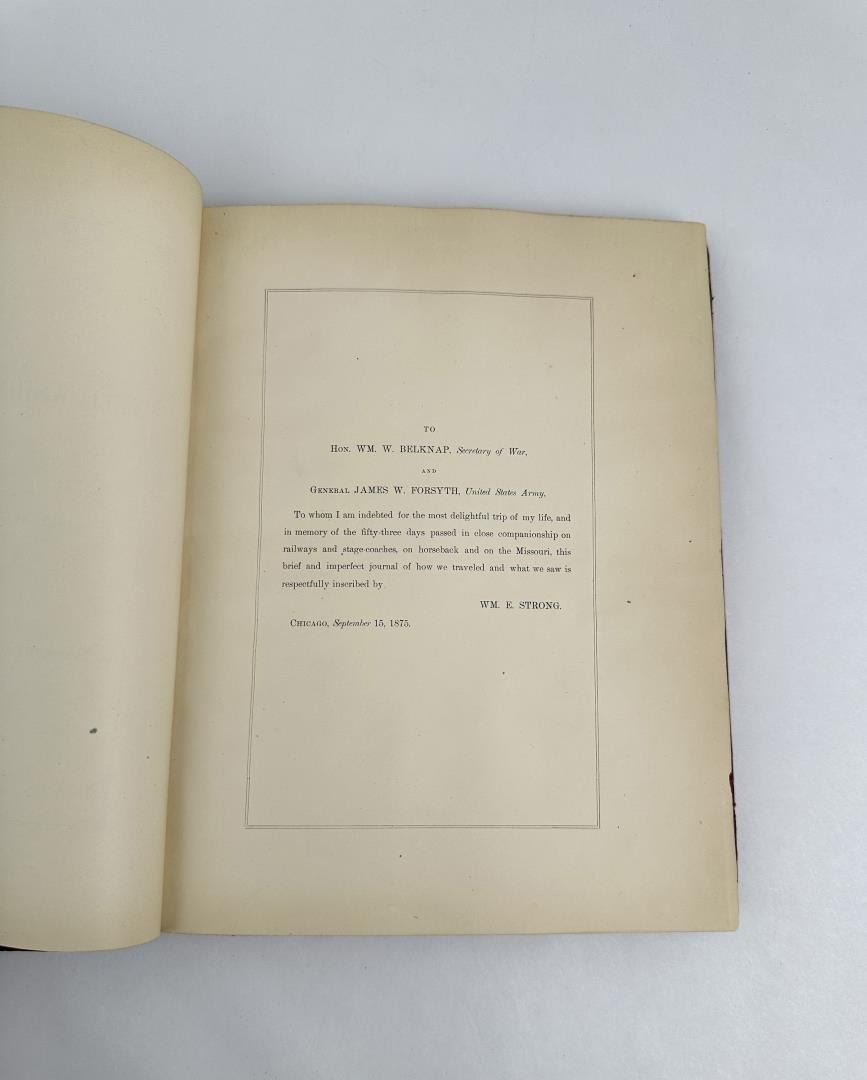 TO
HON. WM. W. BELKNAP, Secretary of War,
AND
GENERAL JAMES W. FORSYTH, United States Army,
To whom I am indebted for the most delightful trip of my life, and
in memory of the fifty-three days passed in close companionship on
railways and stage-coaches, on horseback and on the Missouri, this
brief and imperfect journal of how we traveled and what we saw is
respectfully inscribed by
WM. E. STRONG.
CHICAGO, September 15, 1875.